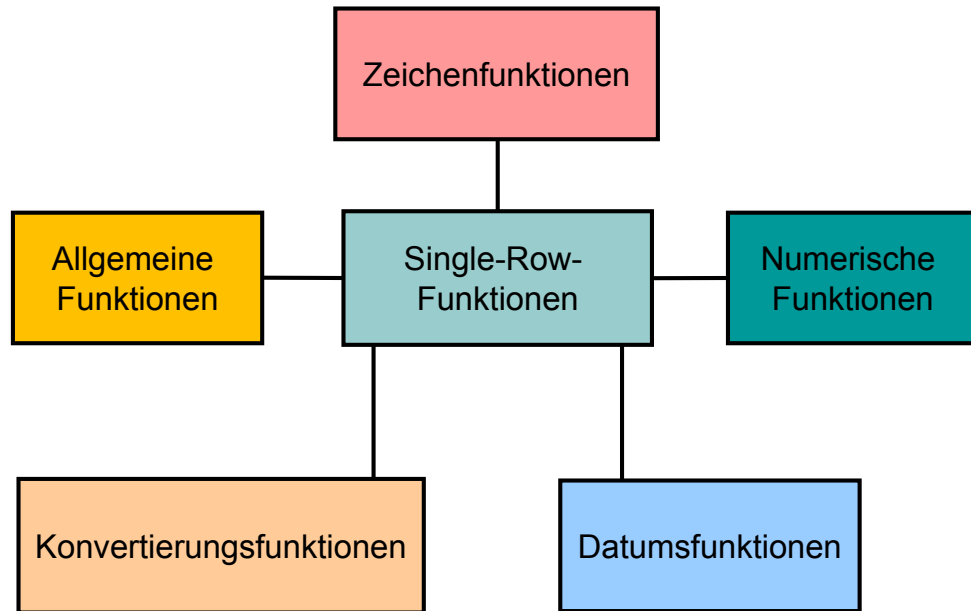 Zeichenfunktionen
Allgemeine
Funktionen
Single-Row-
Funktionen
Numerische
Funktionen
Konvertierungsfunktionen
Datumsfunktionen